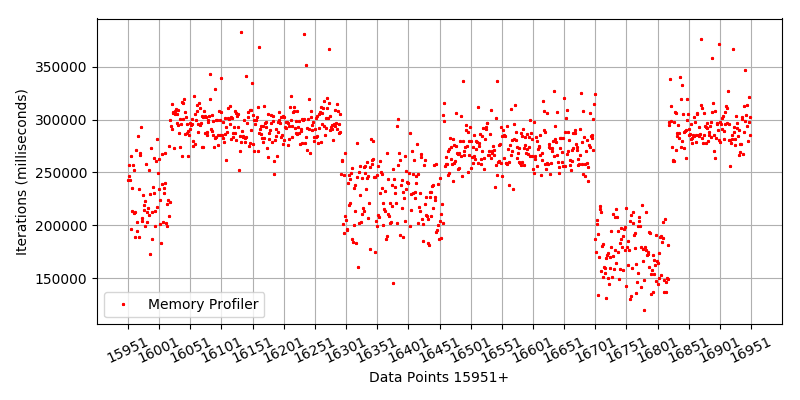 Iterations (milliseconds)
350000
300000
250000
200000
150000
Memory Profiler
15951 16001 16051 16101 16151 16201 16251 16301 16351 16401 16451 16501 16551 16601 16651 16701 16751 16801 16851 16901 16951
Data Points 15951+